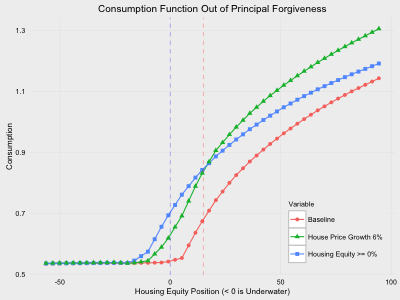 Consumption Function Out of Principal Forgiveness
1.3
1.1
0.9
0.7
0.5
Consumption
-50
0
50
Housing Equity Position (< 0 is Underwater)
Variable
Baseline
House Price Growth 6%
Housing Equity >= 0%